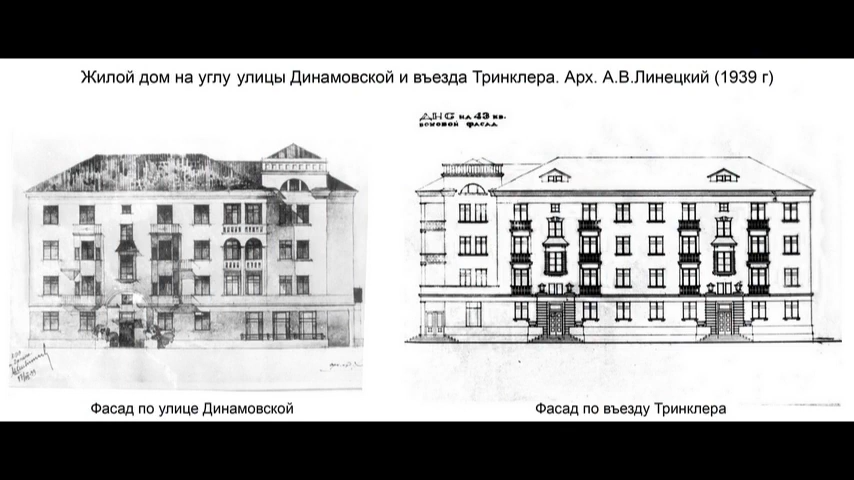 Жилой дом на углу улицы Динамовской и въезда Тринклера. Арх. А.В.Линецкий (1939 г)
ДНС на 43 кв.
боковой фасад
Фасад по улице Динамовской
Фасад по въезду Тринклера